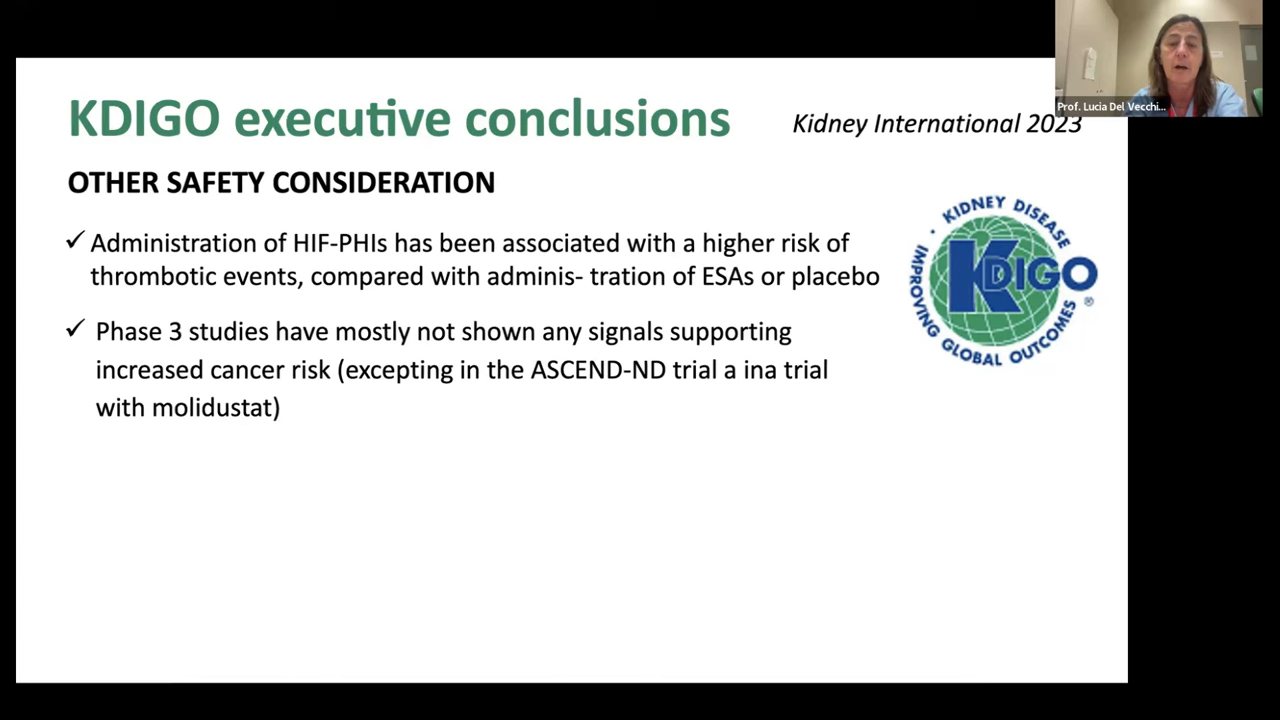 Prof. Lucia Del Vecchi...
KDIGO executive conclusions
Kidney International 2023
OTHER SAFETY CONSIDERATION
✓ Administration of HIF-PHIs has been associated with a higher risk of
thrombotic events, compared with adminis- tration of ESAs or placebo
✓ Phase 3 studies have mostly not shown any signals supporting
increased cancer risk (excepting in the ASCEND-ND trial a ina trial
with molidustat)
KIDNEY DISEASE
KDIGO
®
IMPROVING GLOBAL OUTCOMES